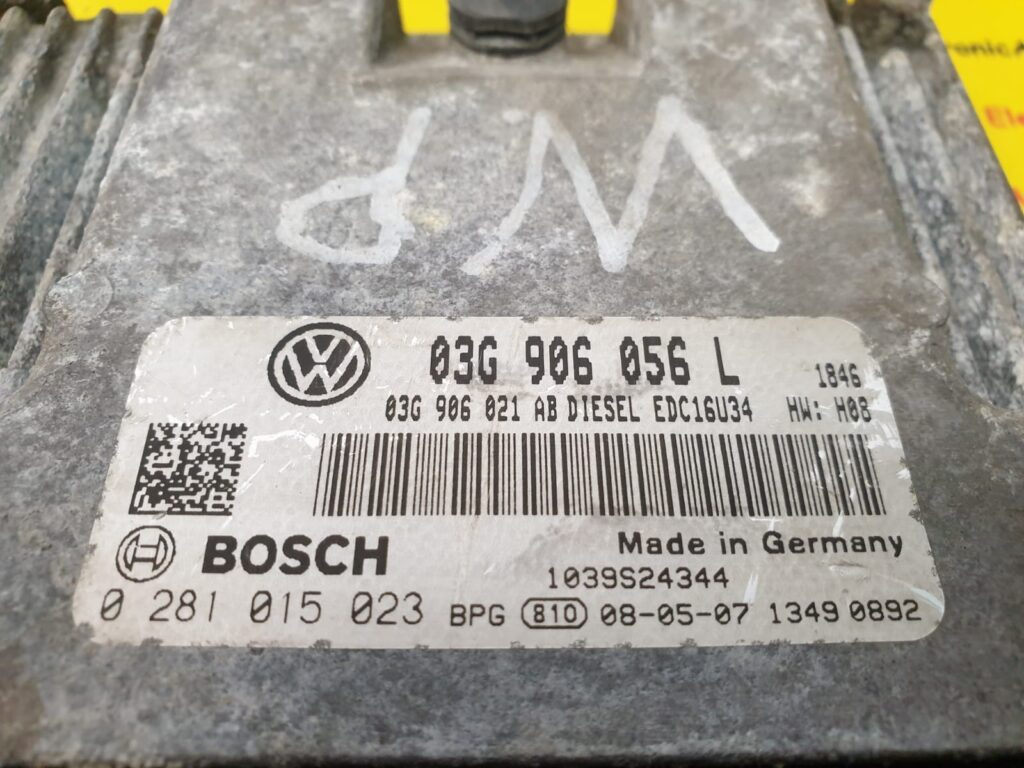 03G 906 056 L
1846
03G 906 021 AB DIESEL EDC16U34 HW: H08
BOSCH
Made in Germany
1039S24344
0 281 015 023 BPG 810 08-05-07 1349 0892